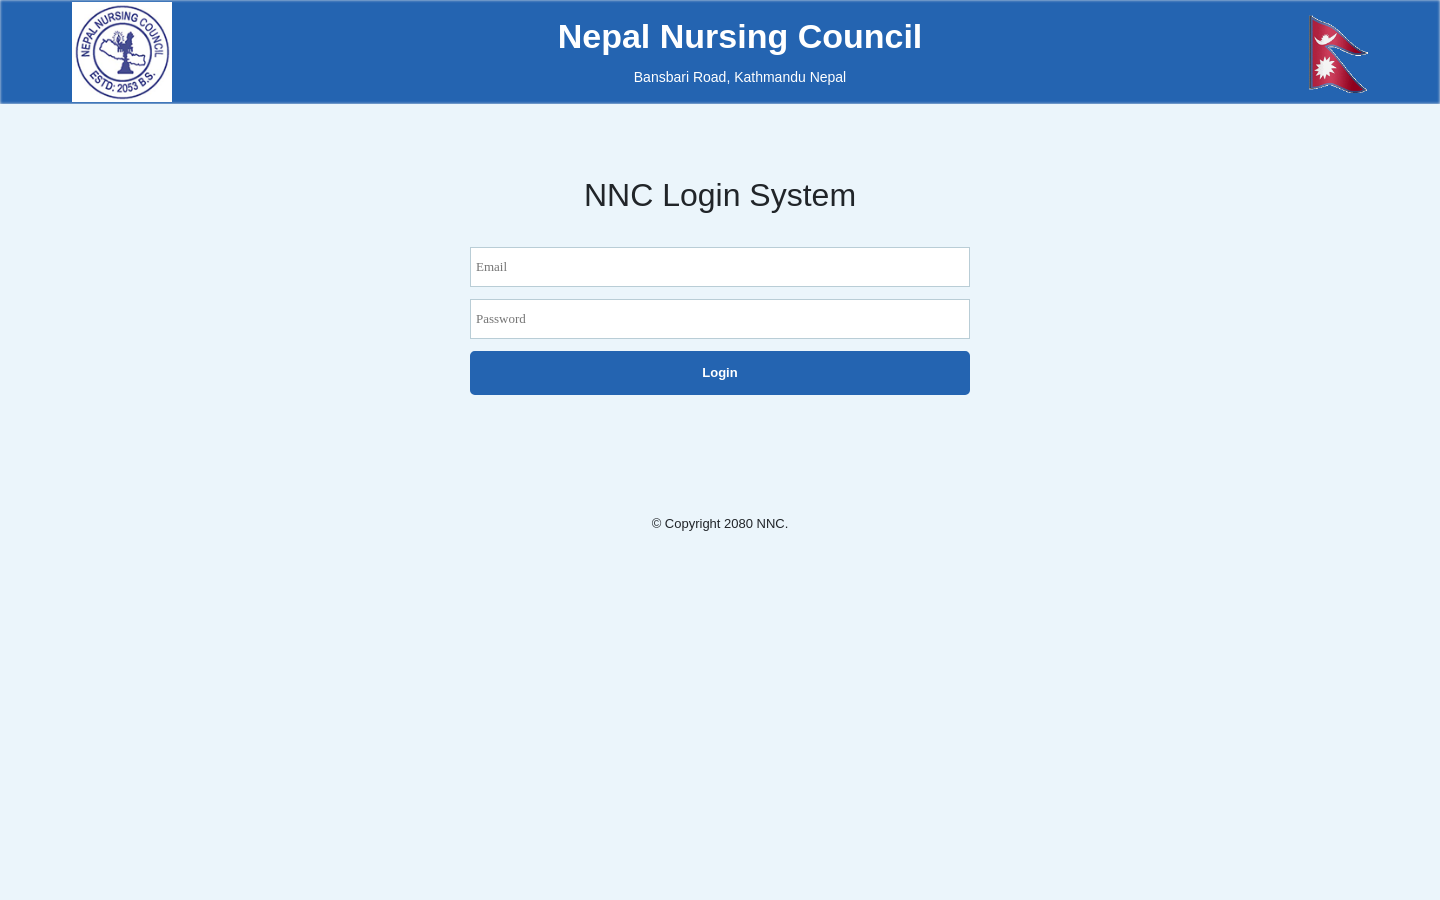 NEPAL NURSING COUNCIL
ESTD: 2053 B.S.
Nepal Nursing Council
Bansbari Road, Kathmandu Nepal
NNC Login System
Email
Password
Login
© Copyright 2080 NNC.